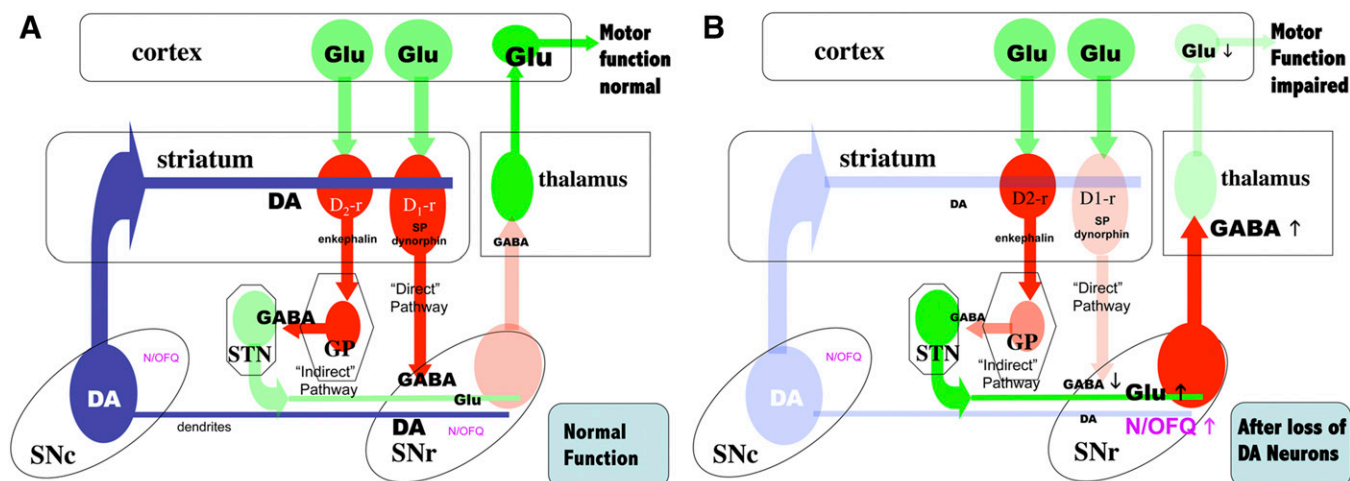 A
cortex
Glu
Glu
Glu
Motor
function
normal
striatum
DA
D2-r
D1-r
SP
dynorphin
enkephalin
thalamus
GABA
"Direct"
Pathway
GABA
STN
GP
"Indirect"
Pathway
N/OFQ
DA
SNc
dendrites
GABA
Glu
DA
N/OFQ
SNr
Normal
Function
B
cortex
Glu
Glu
Glu ↓
Motor
Function
impaired
striatum
DA
D2-r
D1-r
SP
dynorphin
enkephalin
thalamus
GABA ↑
"Direct"
Pathway
GABA
STN
GP
"Indirect"
Pathway
N/OFQ
DA
SNc
GABA ↓
Glu ↑
DA
N/OFQ ↑
SNr
After loss of
DA Neurons